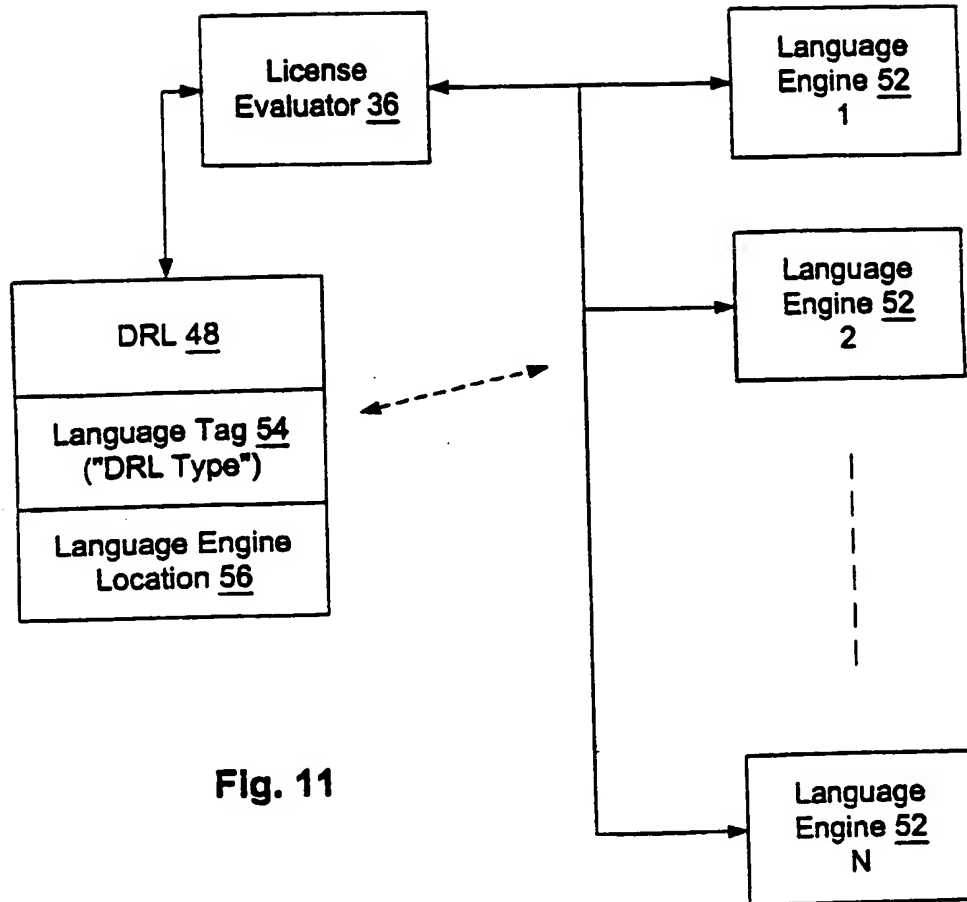 License
Evaluator 36
Language
Engine 52
1
Language
Engine 52
2
DRL 48
Language Tag 54
("DRL Type")
Language Engine
Location 56
Language
Engine 52
N
Fig. 11